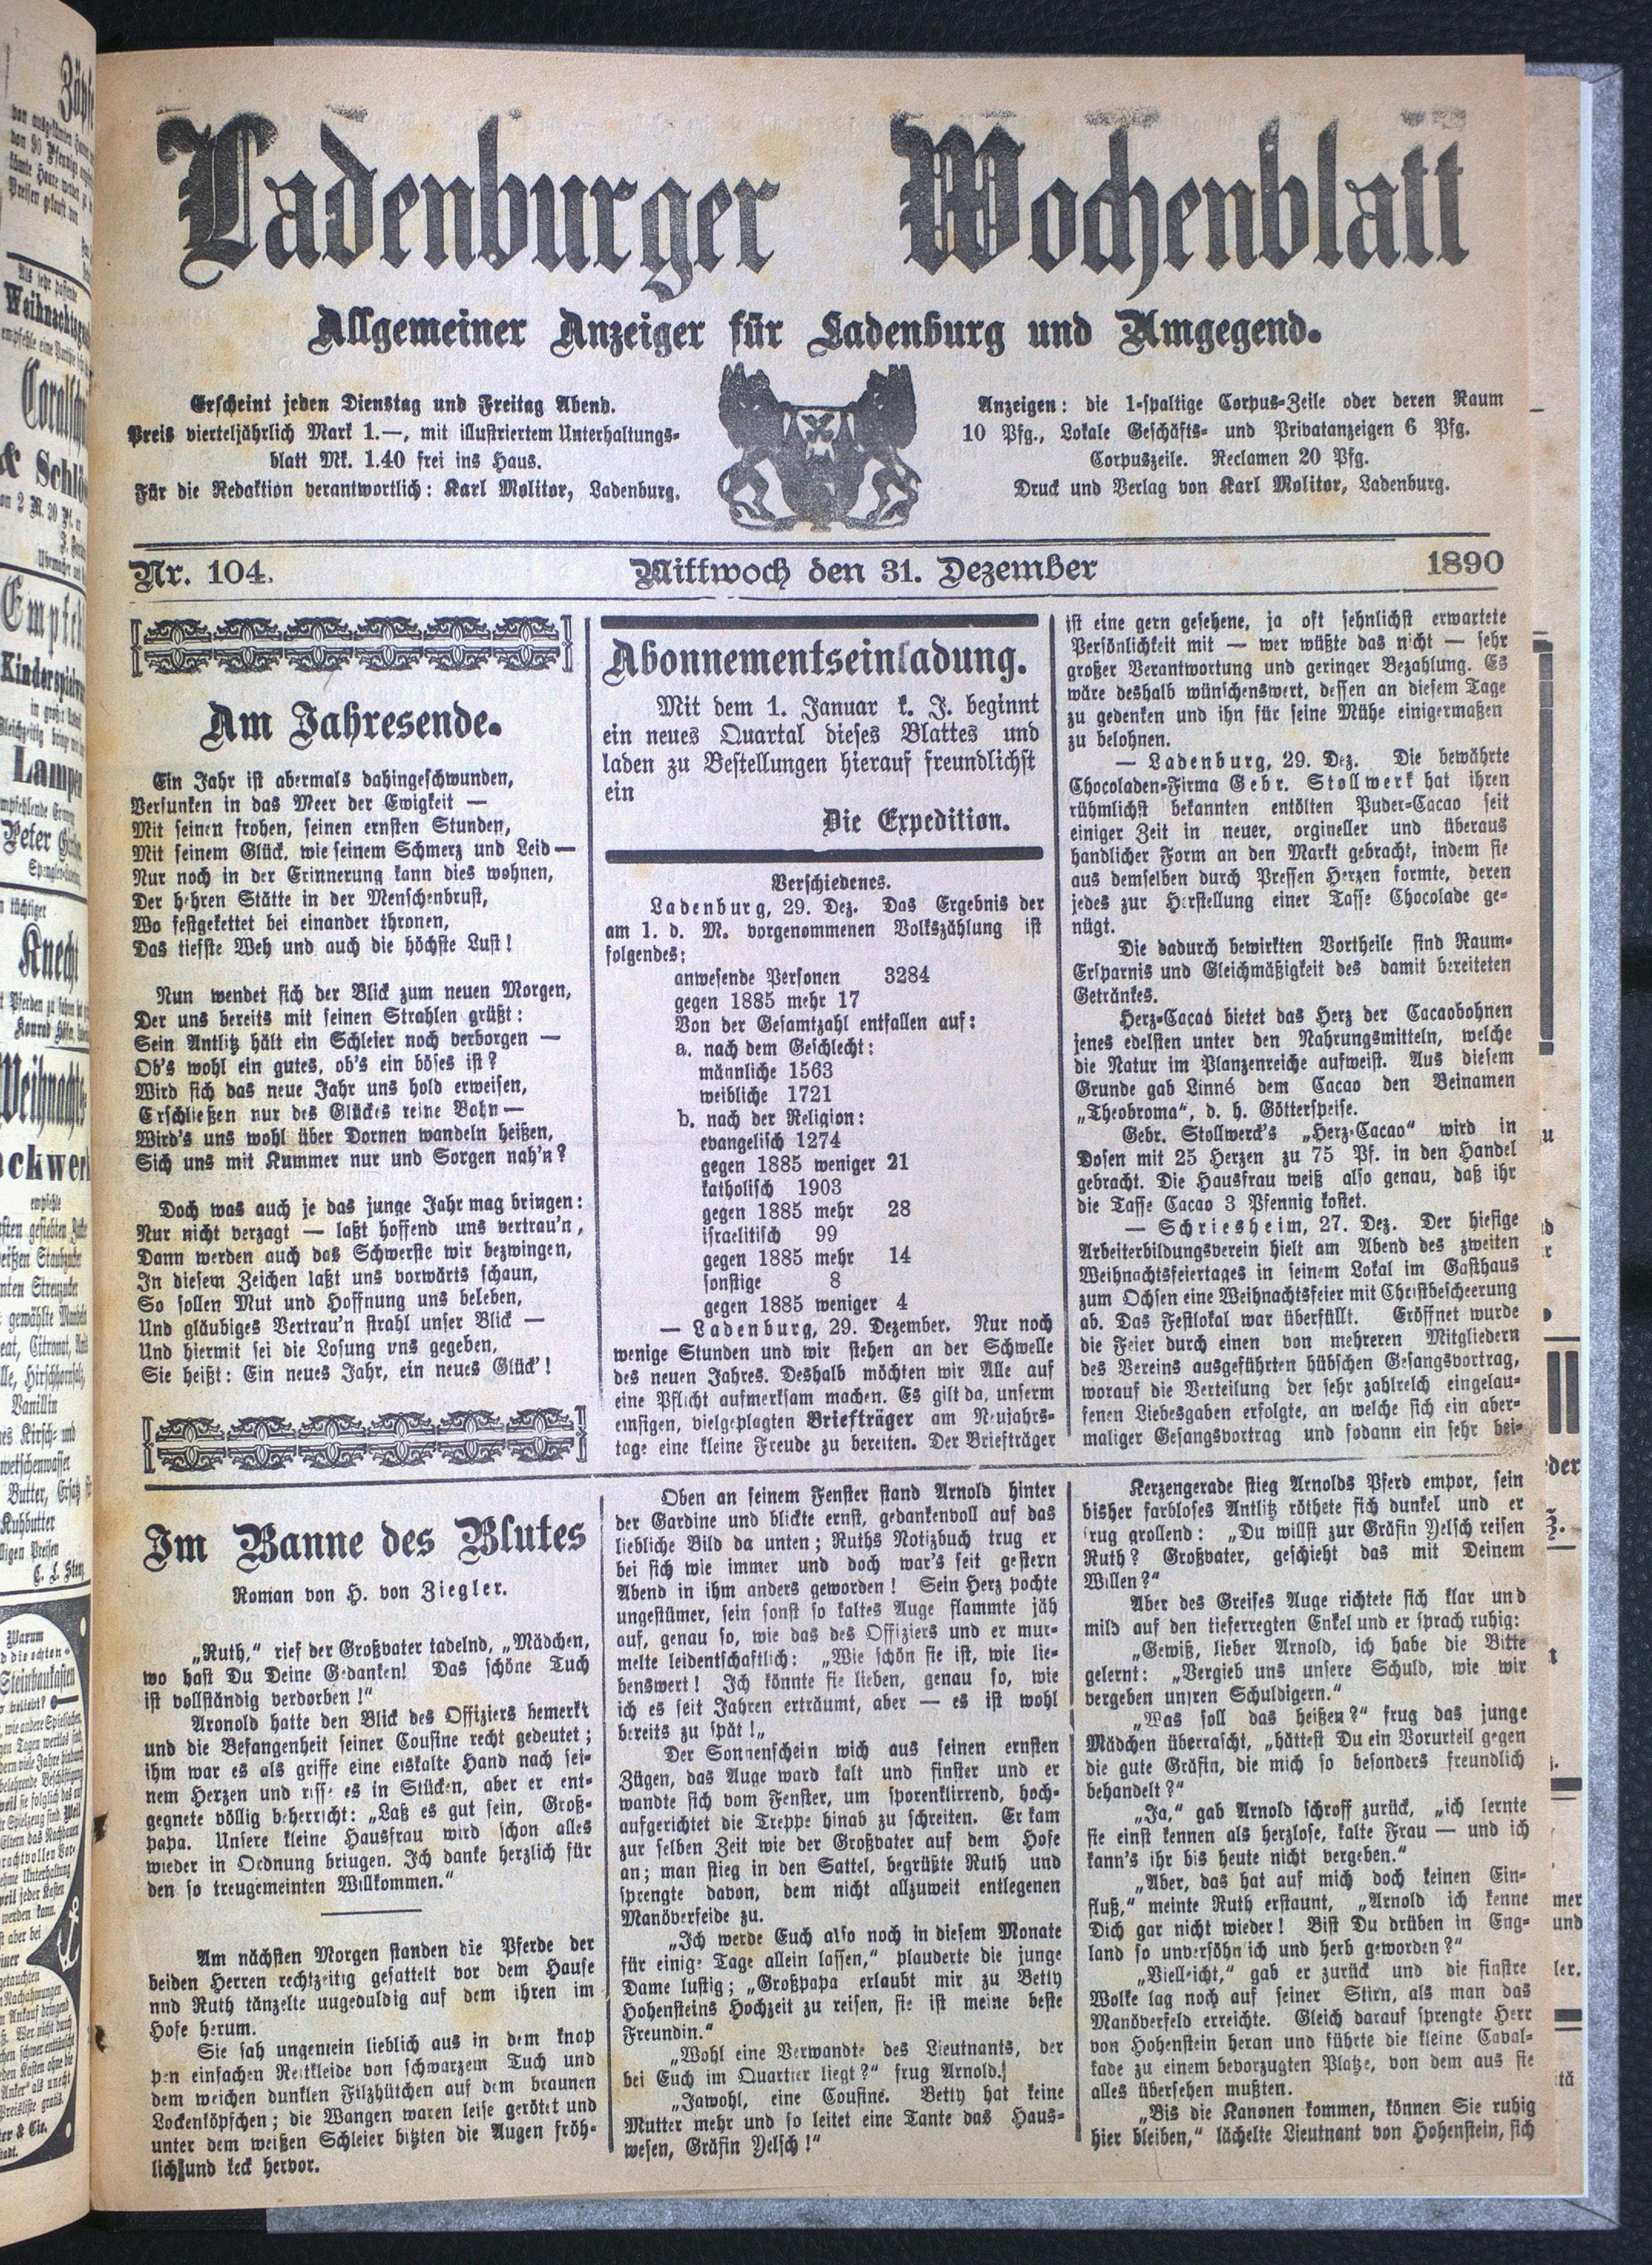 Ladenburger Wochenblatt
Allgemeiner Anzeiger für Ladenburg und Umgegend.
Erscheint jeden Dienstag und Freitag Abend.
Preis vierteljährlich Mark 1.—, mit illustriertem Unterhaltungs-
blatt Mk. 1.40 frei ins Haus.
Für die Redaktion verantwortlich: Karl Molitor, Ladenburg.
Anzeigen: die 1-spaltige Corpus-Zeile oder deren Raum
10 Pfg., Lokale Geschäfts- und Privatanzeigen 6 Pfg.
Corpuszeile. Reclamen 20 Pfg.
Druck und Verlag von Karl Molitor, Ladenburg.
Nr. 104. Mittwoch den 31. Dezember 1890
Am Jahresende.
Ein Jahr ist abermals dahingeschwunden,
Versunken in das Meer der Ewigkeit —
Mit seinen frohen, seinen ernsten Stunden,
Mit seinem Glück, wie seinem Schmerz und Leid —
Nur noch in der Erinnerung kann dies wohnen,
Der hehren Stätte in der Menschenbrust,
Wo festgekettet bei einander thronen,
Das tiefste Weh und auch die höchste Lust!
Nun wendet sich der Blick zum neuen Morgen,
Der uns bereits mit seinen Strahlen grüßt:
Sein Antlitz hält ein Schleier noch verborgen —
Ob's wohl ein gutes, ob's ein böses ist?
Wird sich das neue Jahr uns hold erweisen,
Erschließen nur des Glückes reine Bahn —
Wird's uns wohl über Dornen wandeln heißen,
Sich uns mit Kummer nur und Sorgen nah'n?
Doch was auch je das junge Jahr mag bringen:
Nur nicht verzagt — laßt hoffend uns vertrau'n,
Dann werden auch das Schwerste wir bezwingen,
In diesem Zeichen laßt uns vorwärts schaun,
So sollen Mut und Hoffnung uns beleben,
Und gläubiges Vertrau'n strahl unser Blick —
Und hiermit sei die Losung uns gegeben,
Sie heißt: Ein neues Jahr, ein neues Glück'!
Abonnementseinladung.
Mit dem 1. Januar k. J. beginnt
ein neues Quartal dieses Blattes und
laden zu Bestellungen hierauf freundlichst
ein
Die Expedition.
Verschiedenes.
Ladenburg, 29. Dez. Das Ergebnis der
am 1. d. M. vorgenommenen Volkszählung ist
folgendes:
anwesende Personen 3284
gegen 1885 mehr 17
Von der Gesamtzahl entfallen auf:
a. nach dem Geschlecht:
männliche 1563
weibliche 1721
b. nach der Religion:
evangelisch 1274
gegen 1885 weniger 21
katholisch 1903
gegen 1885 mehr 28
israelitisch 99
gegen 1885 mehr 14
sonstige 8
gegen 1885 weniger 4
— Ladenburg, 29. Dezember. Nur noch
wenige Stunden und wir stehen an der Schwelle
des neuen Jahres. Deshalb möchten wir Alle auf
eine Pflicht aufmerksam machen. Es gilt da, unserm
emsigen, vielgeplagten Briefträger am Neujahrs-
tage eine kleine Freude zu bereiten. Der Briefträger
ist eine gern gesehene, ja oft sehnlichst erwartete
Persönlichkeit mit — wer wüßte das nicht — sehr
großer Verantwortung und geringer Bezahlung. Es
wäre deshalb wünschenswert, dessen an diesem Tage
zu gedenken und ihn für seine Mühe einigermaßen
zu belohnen.
— Ladenburg, 29. Dez. Die bewährte
Chocoladen-Firma Gebr. Stollwerk hat ihren
rühmlichst bekannten entölten Puder-Cacao seit
einiger Zeit in neuer, orgineller und überaus
handlicher Form an den Markt gebracht, indem sie
aus demselben durch Pressen Herzen formte, deren
jedes zur Herstellung einer Tasse Chocolade ge-
nügt.
Die dadurch bewirkten Vortheile sind Raum-
Ersparnis und Gleichmäßigkeit des damit bereiteten
Getränkes.
Herz-Cacao bietet das Herz der Cacaobohnen
jenes edelsten unter den Nahrungsmitteln, welche
die Natur im Planzenreiche aufweist. Aus diesem
Grunde gab Linné dem Cacao den Beinamen
„Theobroma“, d. h. Götterspeise.
Gebr. Stollwerck's „Herz-Cacao“ wird in
Dosen mit 25 Herzen zu 75 Pf. in den Handel
gebracht. Die Hausfrau weiß also genau, daß ihr
die Tasse Cacao 3 Pfennig kostet.
— Schriesheim, 27. Dez. Der hiesige
Arbeiterbildungsverein hielt am Abend des zweiten
Weihnachtsfeiertages in seinem Lokal im Gasthaus
zum Ochsen eine Weihnachtsfeier mit Christbescheerung
ab. Das Festlokal war überfüllt. Eröffnet wurde
die Feier durch einen von mehreren Mitgliedern
des Vereins ausgeführten hübschen Gesangsvortrag,
worauf die Verteilung der sehr zahlreich eingelau-
fenen Liebesgaben erfolgte, an welche sich ein aber-
maliger Gesangsvortrag und sodann ein sehr bei-
Im Banne des Blutes
Roman von H. von Ziegler.
„Ruth,“ rief der Großvater tadelnd, „Mädchen,
wo hast Du Deine Gedanken! Das schöne Tuch
ist vollständig verdorben!“
Aronold hatte den Blick des Offiziers bemerkt
und die Befangenheit seiner Cousine recht gedeutet;
ihm war es als griffe eine eiskalte Hand nach sei-
nem Herzen und risse es in Stücken, aber er ent-
gegnete völlig beherrscht: „Laß es gut sein, Groß-
papa. Unsere kleine Hausfrau wird schon alles
wieder in Ordnung briugen. Ich danke herzlich für
den so treugemeinten Willkommen.“
Am nächsten Morgen standen die Pferde der
beiden Herren rechtzeitig gesattelt vor dem Hause
nnd Ruth tänzelte uugeduldig auf dem ihren im
Hofe herum.
Sie sah ungemein lieblich aus in dem knap
pen einfachen Reitkleide von schwarzem Tuch und
dem weichen dunklen Filzhütchen auf dem braunen
Lockenköpfchen; die Wangen waren leise gerötet und
unter dem weißen Schleier bitzten die Augen fröh-
lich und keck hervor.
Oben an seinem Fenster stand Arnold hinter
der Gardine und blickte ernst, gedankenvoll auf das
liebliche Bild da unten; Ruths Notizbuch trug er
bei sich wie immer und doch war's seit gestern
Abend in ihm anders geworden! Sein Herz pochte
ungestümer, sein sonst so kaltes Auge flammte jäh
auf, genau so, wie das des Offiziers und er mur-
melte leidentschaftlich: „Wie schön sie ist, wie lie-
benswert! Ich könnte sie lieben, genau so, wie
ich es seit Jahren erträumt, aber — es ist wohl
bereits zu spät!„
Der Sonnenschein wich aus seinen ernsten
Zügen, das Auge ward kalt und finster und er
wandte sich vom Fenster, um sporenklirrend, hoch-
aufgerichtet die Treppe hinab zu schreiten. Er kam
zur selben Zeit wie der Großvater auf dem Hofe
an; man stieg in den Sattel, begrüßte Ruth und
sprengte davon, dem nicht allzuweit entlegenen
Manöverfeide zu.
„Ich werde Euch also noch in diesem Monate
für einige Tage allein lassen,“ plauderte die junge
Dame lustig; „Großpapa erlaubt mir zu Betty
Hohensteins Hochzeit zu reisen, sie ist meine beste
Freundin.“
„Wohl eine Verwandte des Lieutnants, der
bei Euch im Quartier liegt?“ frug Arnold.
„Jawohl, eine Cousine. Betty hat keine
Mutter mehr und so leitet eine Tante das Haus-
wesen, Gräfin Yelsch!“
Kerzengerade stieg Arnolds Pferd empor, sein
bisher farbloses Antlitz röthete sich dunkel und er
frug grollend: „Du willst zur Gräfin Yelsch reisen
Ruth? Großvater, geschieht das mit Deinem
Willen?“
Aber des Greises Auge richtete sich klar und
mild auf den tieferregten Enkel und er sprach ruhig:
„Gewiß, lieber Arnold, ich habe die Bitte
gelernt: „Vergieb uns unsere Schuld, wie wir
vergeben unsren Schuldigern.“
„Was soll das heißen?“ frug das junge
Mädchen überrascht, „hättest Du ein Vorurteil gegen
die gute Gräfin, die mich so besonders freundlich
behandelt?“
„Ja,“ gab Arnold schroff zurück, „ich lernte
sie einst kennen als herzlose, kalte Frau — und ich
kann's ihr bis heute nicht vergeben.“
„Aber, das hat auf mich doch keinen Ein-
fluß,“ meinte Ruth erstaunt, „Arnold ich kenne
Dich gar nicht wieder! Bist Du drüben in Eng-
land so unversöhnlich und herb geworden?“
„Vielleicht,“ gab er zurück und die finstre
Wolke lag noch auf seiner Stirn, als man das
Manöverfeld erreichte. Gleich darauf sprengte Herr
von Hohenstein heran und führte die kleine Caval-
kade zu einem bevorzugten Platze, von dem aus sie
alles übersehen mußten.
„Bis die Kanonen kommen, können Sie ruhig
hier bleiben,“ lächelte Lieutnant von Hohenstein, sich